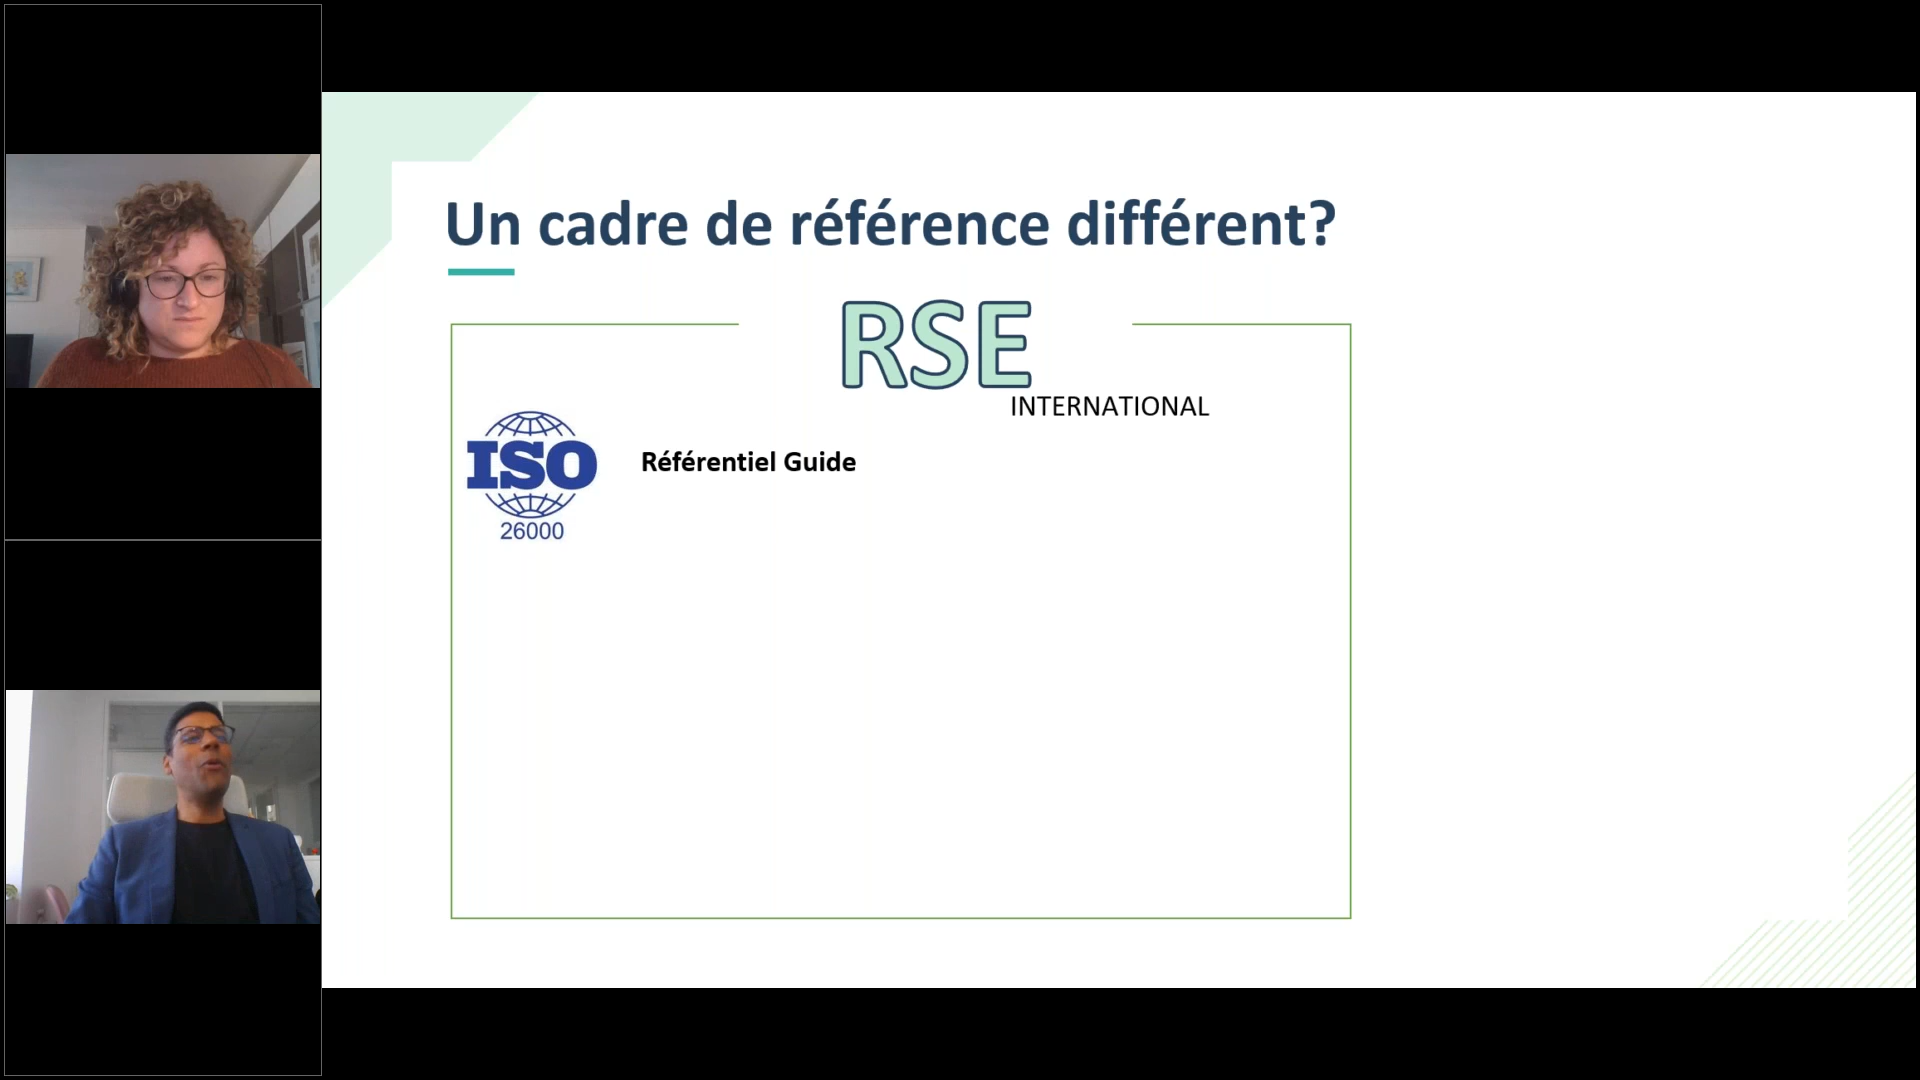 Un cadre de référence différent?
RSE
INTERNATIONAL
ISO
26000
Référentiel Guide